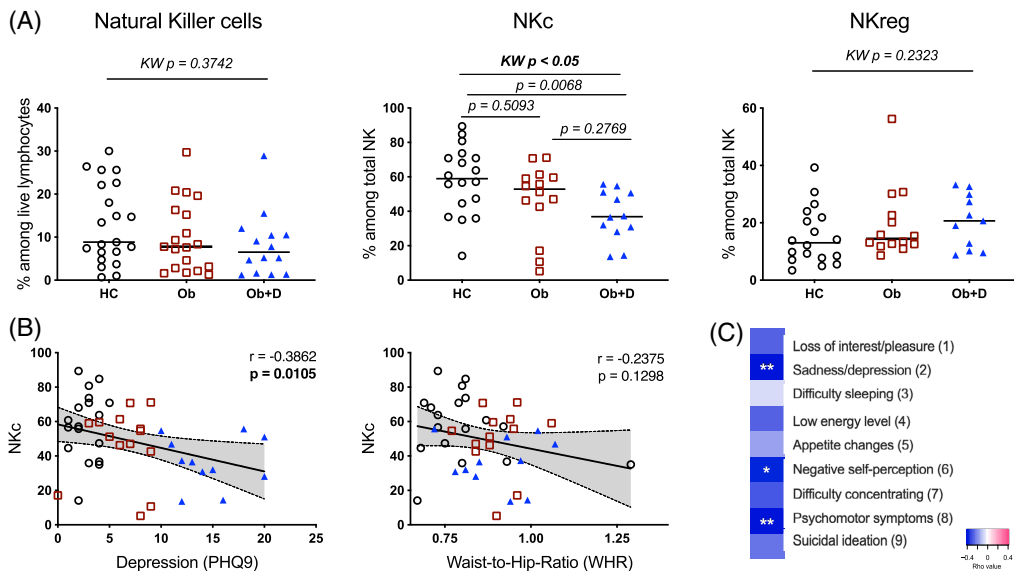 (A)
Natural Killer cells
NKc
NKreg
KW p = 0.3742
KW p < 0.05
KW p = 0.2323
p = 0.0068
p = 0.5093
p = 0.2769
% among live lymphocytes
40
30
20
10
0
HC Ob Ob+D
% among total NK
100
80
60
40
20
0
HC Ob Ob+D
% among total NK
60
40
20
0
HC Ob Ob+D
(B)
NKc
100
80
60
40
20
0
r = -0.3862
p = 0.0105
0 5 10 15 20 25
Depression (PHQ9)
NKc
100
80
60
40
20
0
r = -0.2375
p = 0.1298
0.75 1.00 1.25
Waist-to-Hip-Ratio (WHR)
(C)
Loss of interest/pleasure (1)
** Sadness/depression (2)
Difficulty sleeping (3)
Low energy level (4)
Appetite changes (5)
* Negative self-perception (6)
Difficulty concentrating (7)
** Psychomotor symptoms (8)
Suicidal ideation (9)
−0.4 0 0.4
Rho value